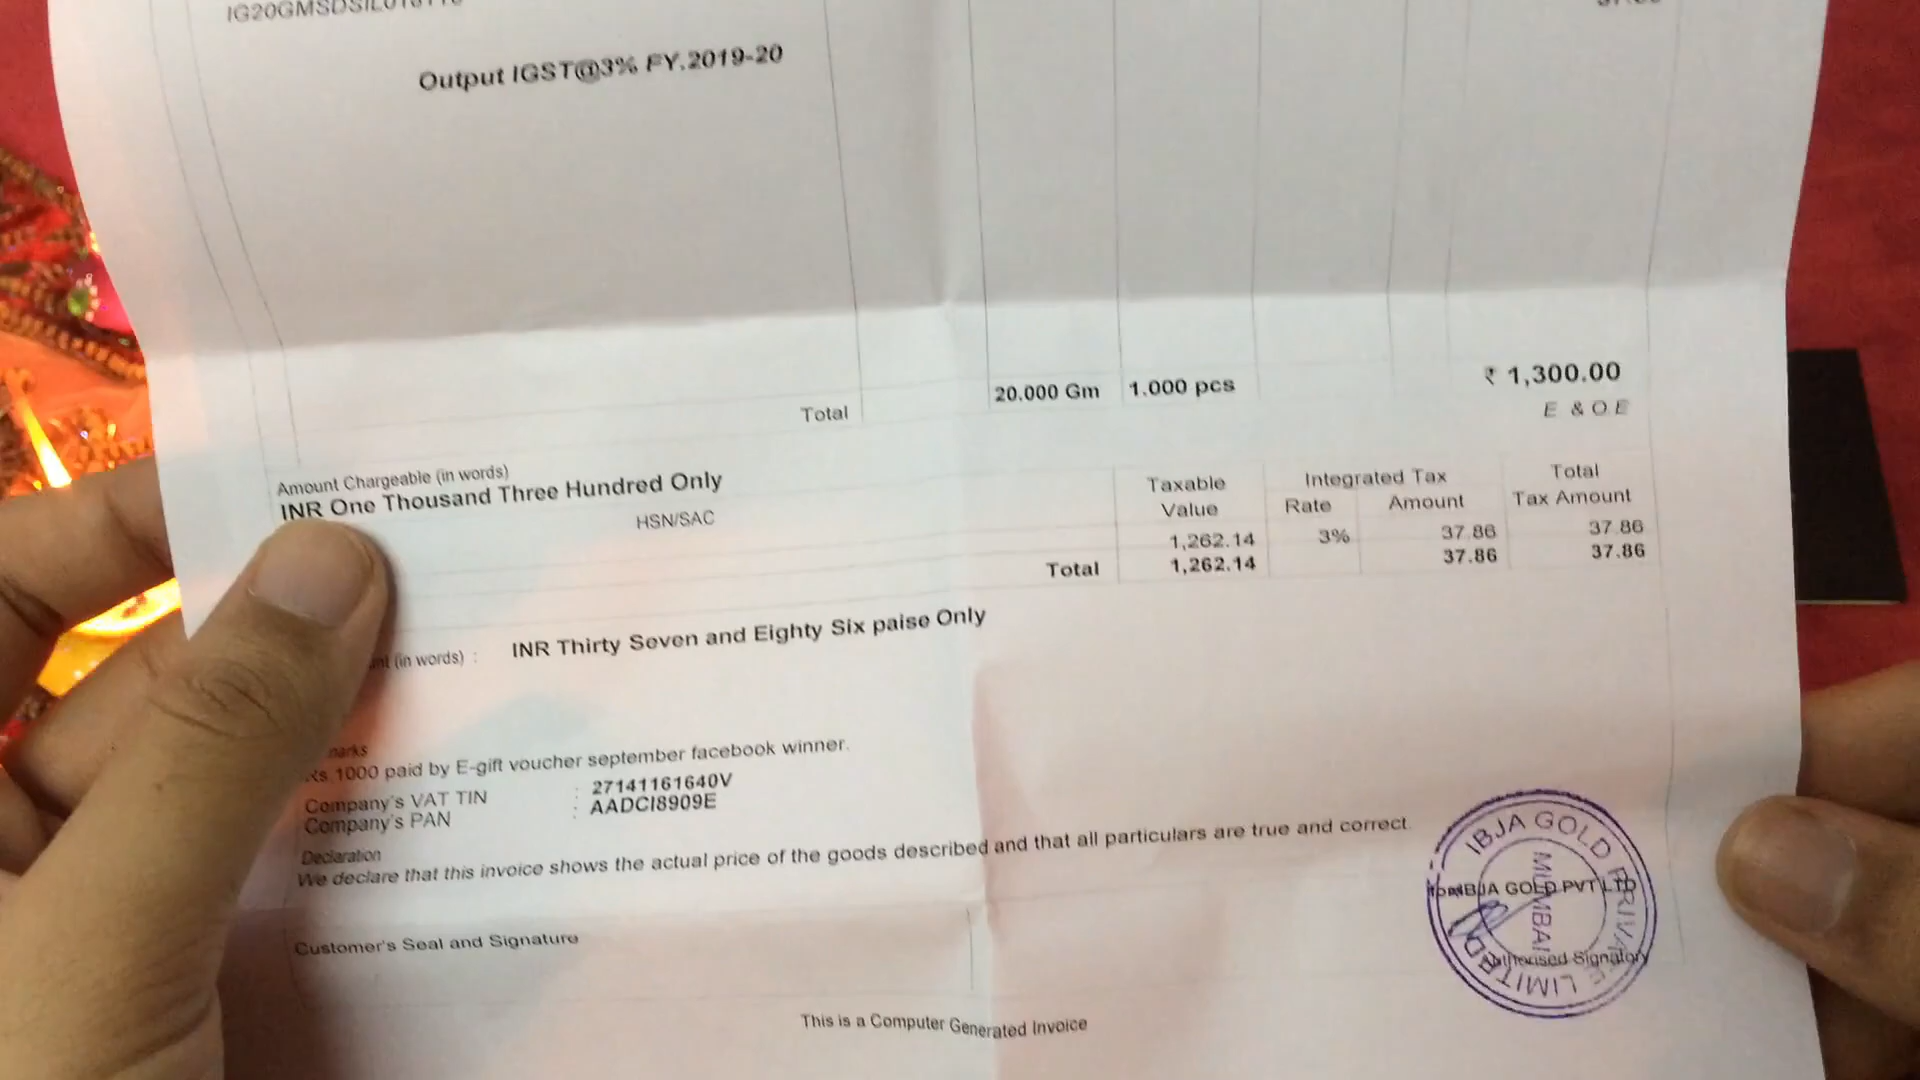 Output IGST@3% FY.2019-20
Total 20.000 Gm 1.000 pcs ₹ 1,300.00
E & O.E
Amount Chargeable (in words)
INR One Thousand Three Hundred Only
HSN/SAC Taxable Value Integrated Tax Total Tax Amount
Rate Amount
1,262.14 3% 37.86 37.86
Total 1,262.14 37.86 37.86
(in words) : INR Thirty Seven and Eighty Six paise Only
Rs 1000 paid by E-gift voucher september facebook winner.
Company's VAT TIN : 27141161640V
Company's PAN : AADCI8909E
Declaration
We declare that this invoice shows the actual price of the goods described and that all particulars are true and correct.
IBJA GOLD PRIVATE LIMITED
MUMBAI
IBJA GOLD PVT LTD
Authorised Signatory
Customer's Seal and Signature
This is a Computer Generated Invoice